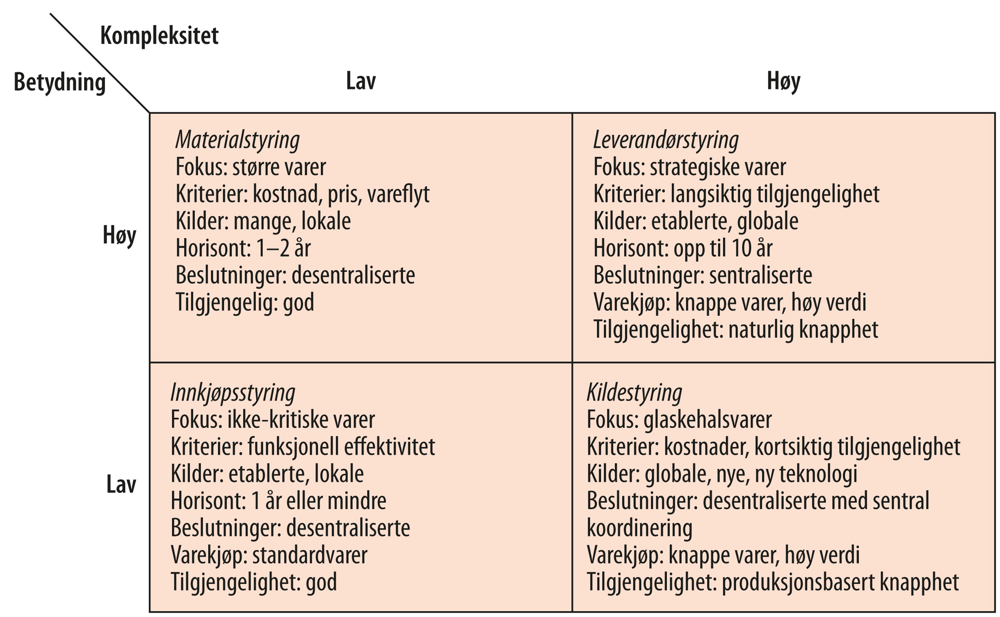 Kompleksitet
Betydning
Lav
Høy
Høy
Materialstyring
Fokus: større varer
Kriterier: kostnad, pris, vareflyt
Kilder: mange, lokale
Horisont: 1–2 år
Beslutninger: desentraliserte
Tilgjengelig: god
Leverandørstyring
Fokus: strategiske varer
Kriterier: langsiktig tilgjengelighet
Kilder: etablerte, globale
Horisont: opp til 10 år
Beslutninger: sentraliserte
Varekjøp: knappe varer, høy verdi
Tilgjengelighet: naturlig knapphet
Lav
Innkjøpsstyring
Fokus: ikke-kritiske varer
Kriterier: funksjonell effektivitet
Kilder: etablerte, lokale
Horisont: 1 år eller mindre
Beslutninger: desentraliserte
Varekjøp: standardvarer
Tilgjengelighet: god
Kildestyring
Fokus: glaskehalsvarer
Kriterier: kostnader, kortsiktig tilgjengelighet
Kilder: globale, nye, ny teknologi
Beslutninger: desentraliserte med sentral
koordinering
Varekjøp: knappe varer, høy verdi
Tilgjengelighet: produksjonsbasert knapphet